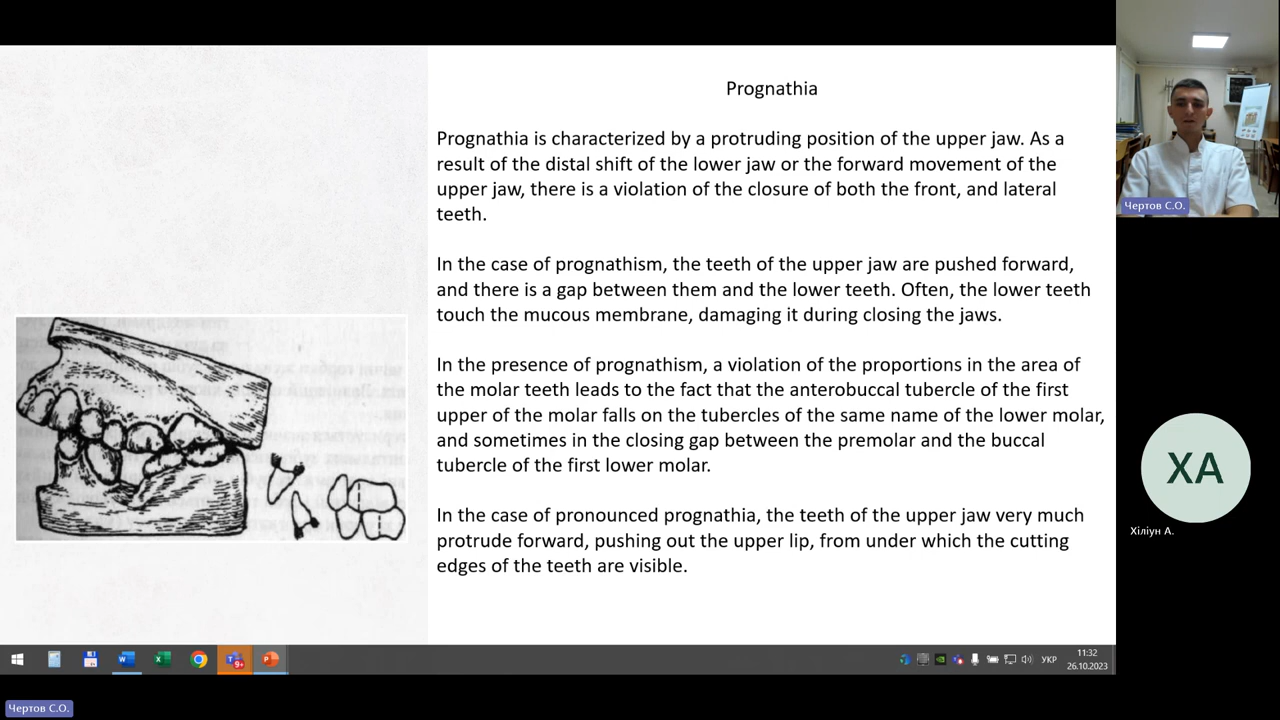 Prognathia
Prognathia is characterized by a protruding position of the upper jaw. As a
result of the distal shift of the lower jaw or the forward movement of the
upper jaw, there is a violation of the closure of both the front, and lateral
teeth.
In the case of prognathism, the teeth of the upper jaw are pushed forward,
and there is a gap between them and the lower teeth. Often, the lower teeth
touch the mucous membrane, damaging it during closing the jaws.
In the presence of prognathism, a violation of the proportions in the area of
the molar teeth leads to the fact that the anterobuccal tubercle of the first
upper of the molar falls on the tubercles of the same name of the lower molar,
and sometimes in the closing gap between the premolar and the buccal
tubercle of the first lower molar.
In the case of pronounced prognathia, the teeth of the upper jaw very much
protrude forward, pushing out the upper lip, from under which the cutting
edges of the teeth are visible.
Чертов С.О.
ХА
Хіліун А.
9+
УКР
11:32
26.10.2023
Чертов С.О.